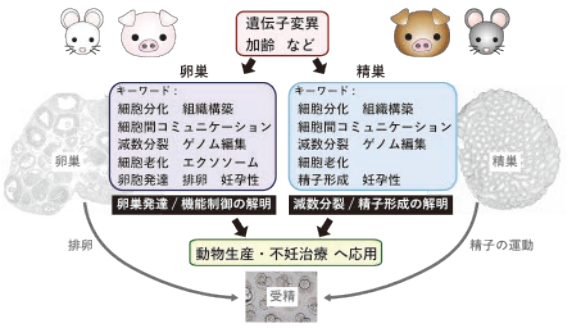 遺伝子変異
加齢 など
卵巣
精巣
キーワード：
細胞分化 組織構築
細胞間コミュニケーション
減数分裂 ゲノム編集
細胞老化 エクソソーム
卵胞発達 排卵 妊孕性
キーワード：
細胞分化 組織構築
細胞間コミュニケーション
減数分裂 ゲノム編集
細胞老化
精子形成 妊孕性
卵巣
精巣
卵巣発達 / 機能制御の解明
減数分裂 / 精子形成の解明
排卵
動物生産・不妊治療 へ応用
精子の運動
受精